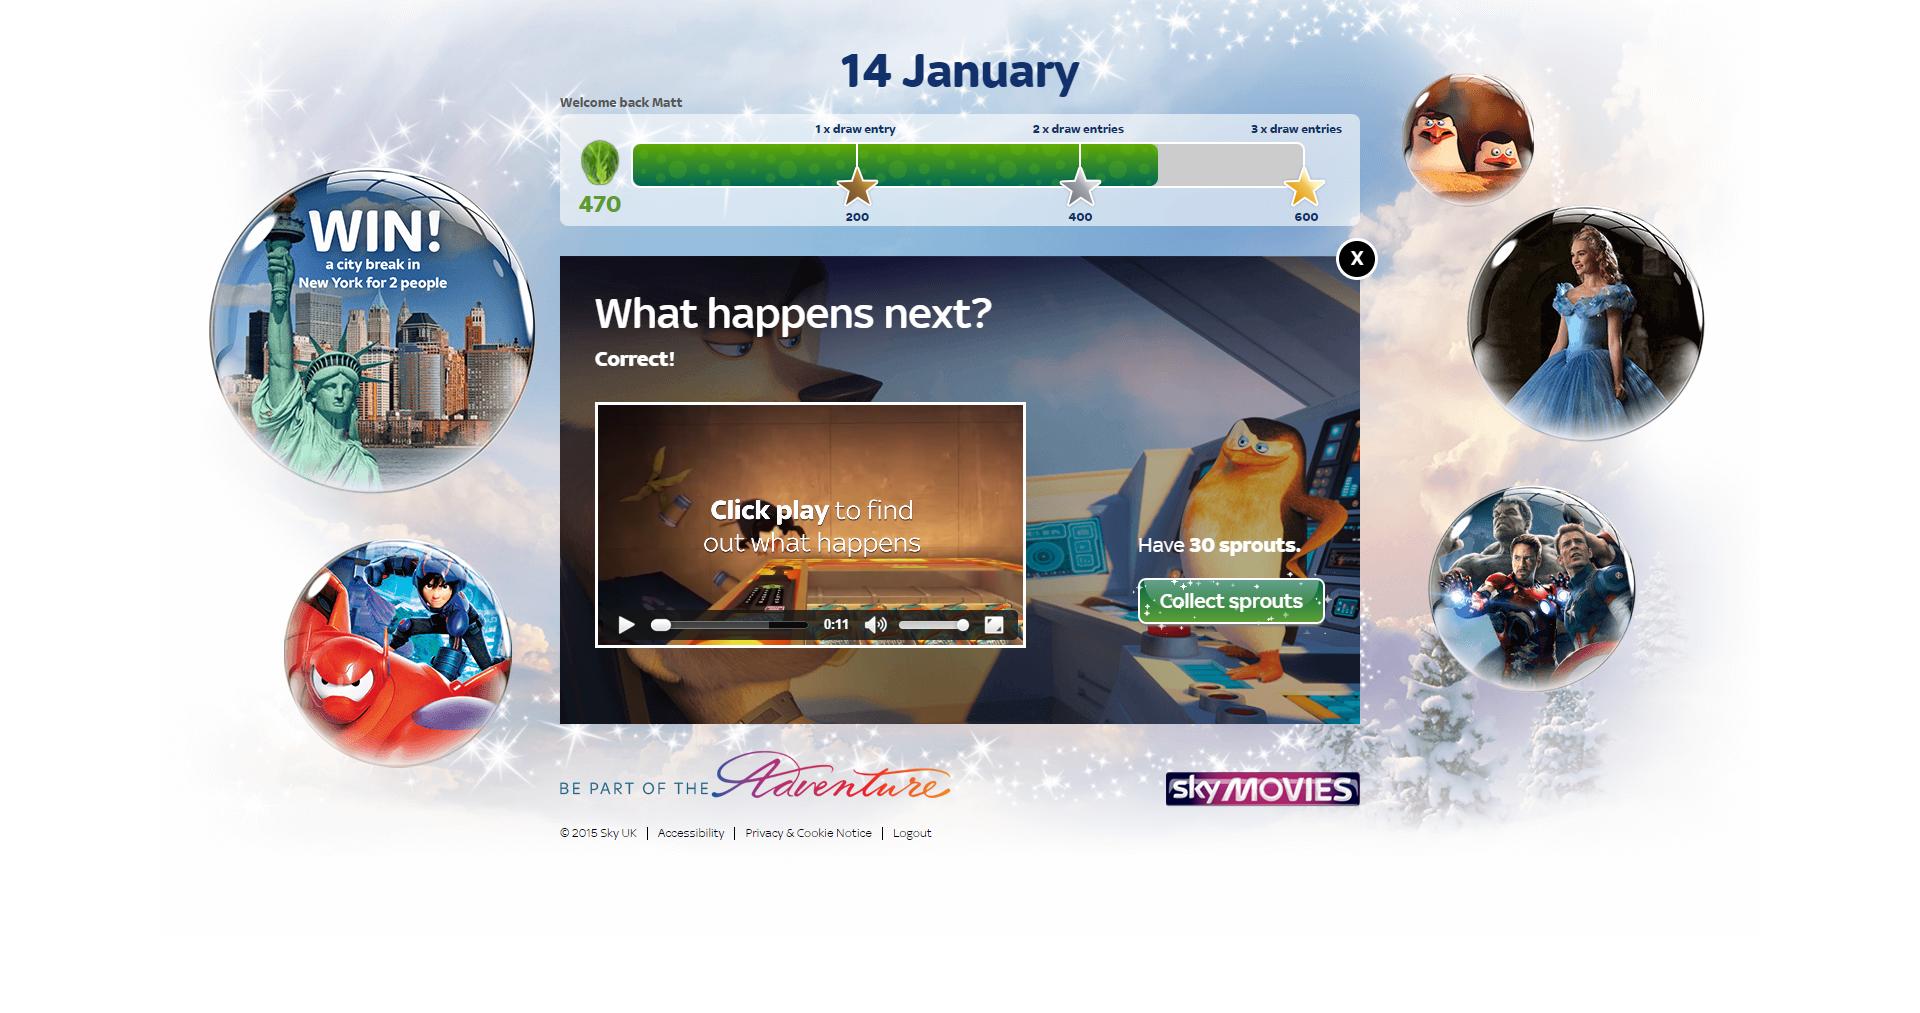 14 January
Welcome back Matt
1 x draw entry
2 x draw entries
3 x draw entries
470
200
400
600
WIN!
a city break in
New York for 2 people
X
What happens next?
Correct!
Click play to find
out what happens
0:11
Have 30 sprouts.
Collect sprouts
BE PART OF THE Adventure
sky MOVIES
© 2015 Sky UK | Accessibility | Privacy & Cookie Notice | Logout